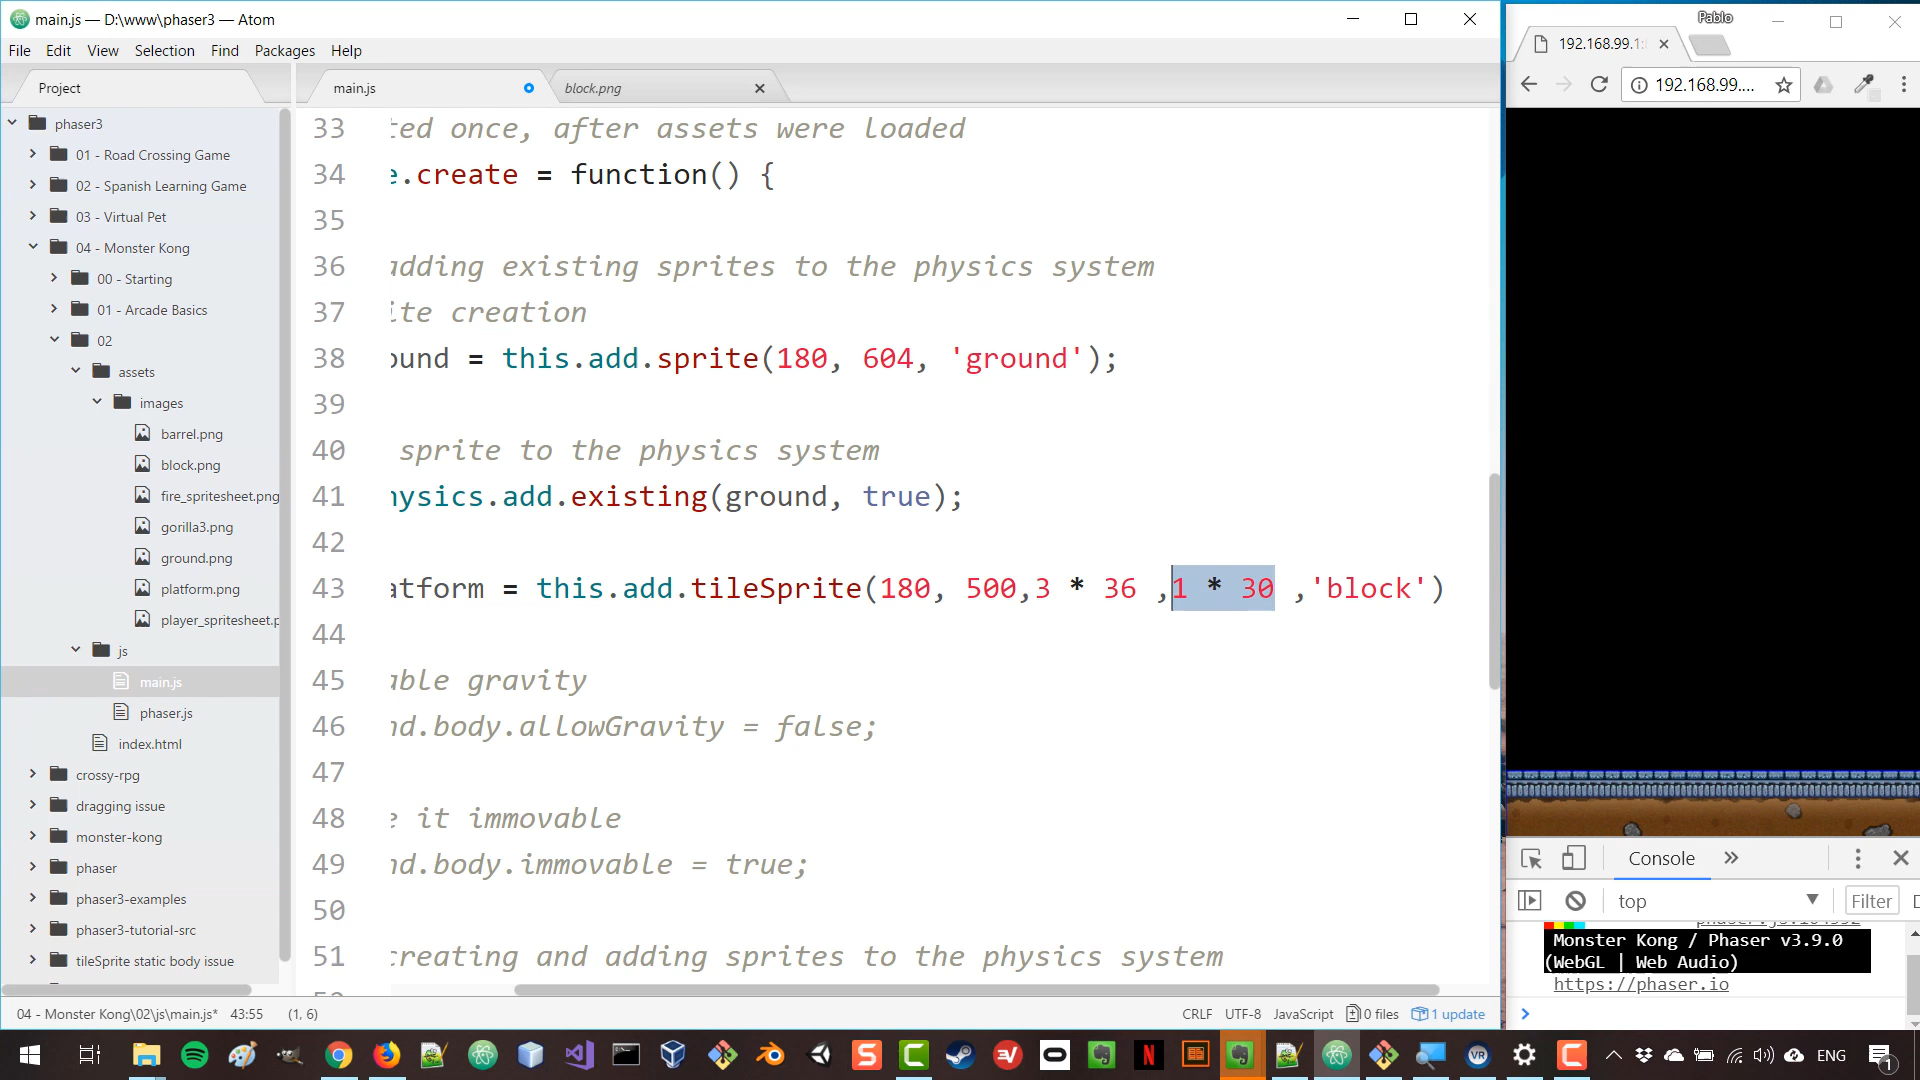 main.js — D:\www\phaser3 — Atom
File Edit View Selection Find Packages Help
Project
phaser3
01 - Road Crossing Game
02 - Spanish Learning Game
03 - Virtual Pet
04 - Monster Kong
00 - Starting
01 - Arcade Basics
02
assets
images
barrel.png
block.png
fire_spritesheet.png
gorilla3.png
ground.png
platform.png
player_spritesheet.p
js
main.js
phaser.js
index.html
crossy-rpg
dragging issue
monster-kong
phaser
phaser3-examples
phaser3-tutorial-src
tileSprite static body issue
main.js
block.png
33 ted once, after assets were loaded
34 e.create = function() {
35
36 adding existing sprites to the physics system
37 ite creation
38 ound = this.add.sprite(180, 604, 'ground');
39
40 sprite to the physics system
41 hysics.add.existing(ground, true);
42
43 atform = this.add.tileSprite(180, 500,3 * 36 ,1 * 30 ,'block')
44
45 able gravity
46 nd.body.allowGravity = false;
47
48 e it immovable
49 nd.body.immovable = true;
50
51 creating and adding sprites to the physics system
04 - Monster Kong\02\js\main.js* 43:55 (1, 6)
CRLF UTF-8 JavaScript 0 files 1 update
Pablo
192.168.99.1:
192.168.99....
Console
top
Filter
Monster Kong / Phaser v3.9.0
(WebGL | Web Audio)
https://phaser.io
ENG
1